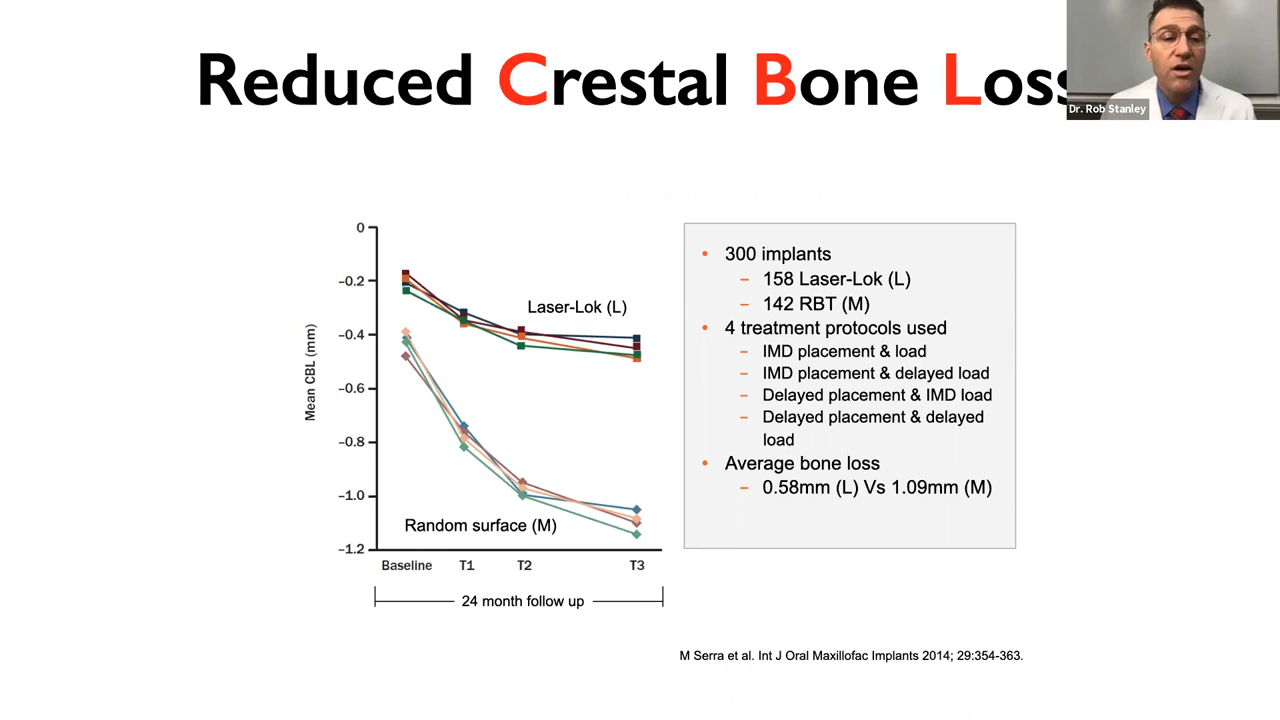 Reduced Crestal Bone Loss
Dr. Rob Stanley
0
–0.2
–0.4
–0.6
–0.8
–1.0
–1.2
Mean CBL (mm)
Laser-Lok (L)
Random surface (M)
Baseline T1 T2 T3
24 month follow up
• 300 implants
– 158 Laser-Lok (L)
– 142 RBT (M)
• 4 treatment protocols used
– IMD placement & load
– IMD placement & delayed load
– Delayed placement & IMD load
– Delayed placement & delayed
load
• Average bone loss
– 0.58mm (L) Vs 1.09mm (M)
M Serra et al. Int J Oral Maxillofac Implants 2014; 29:354-363.